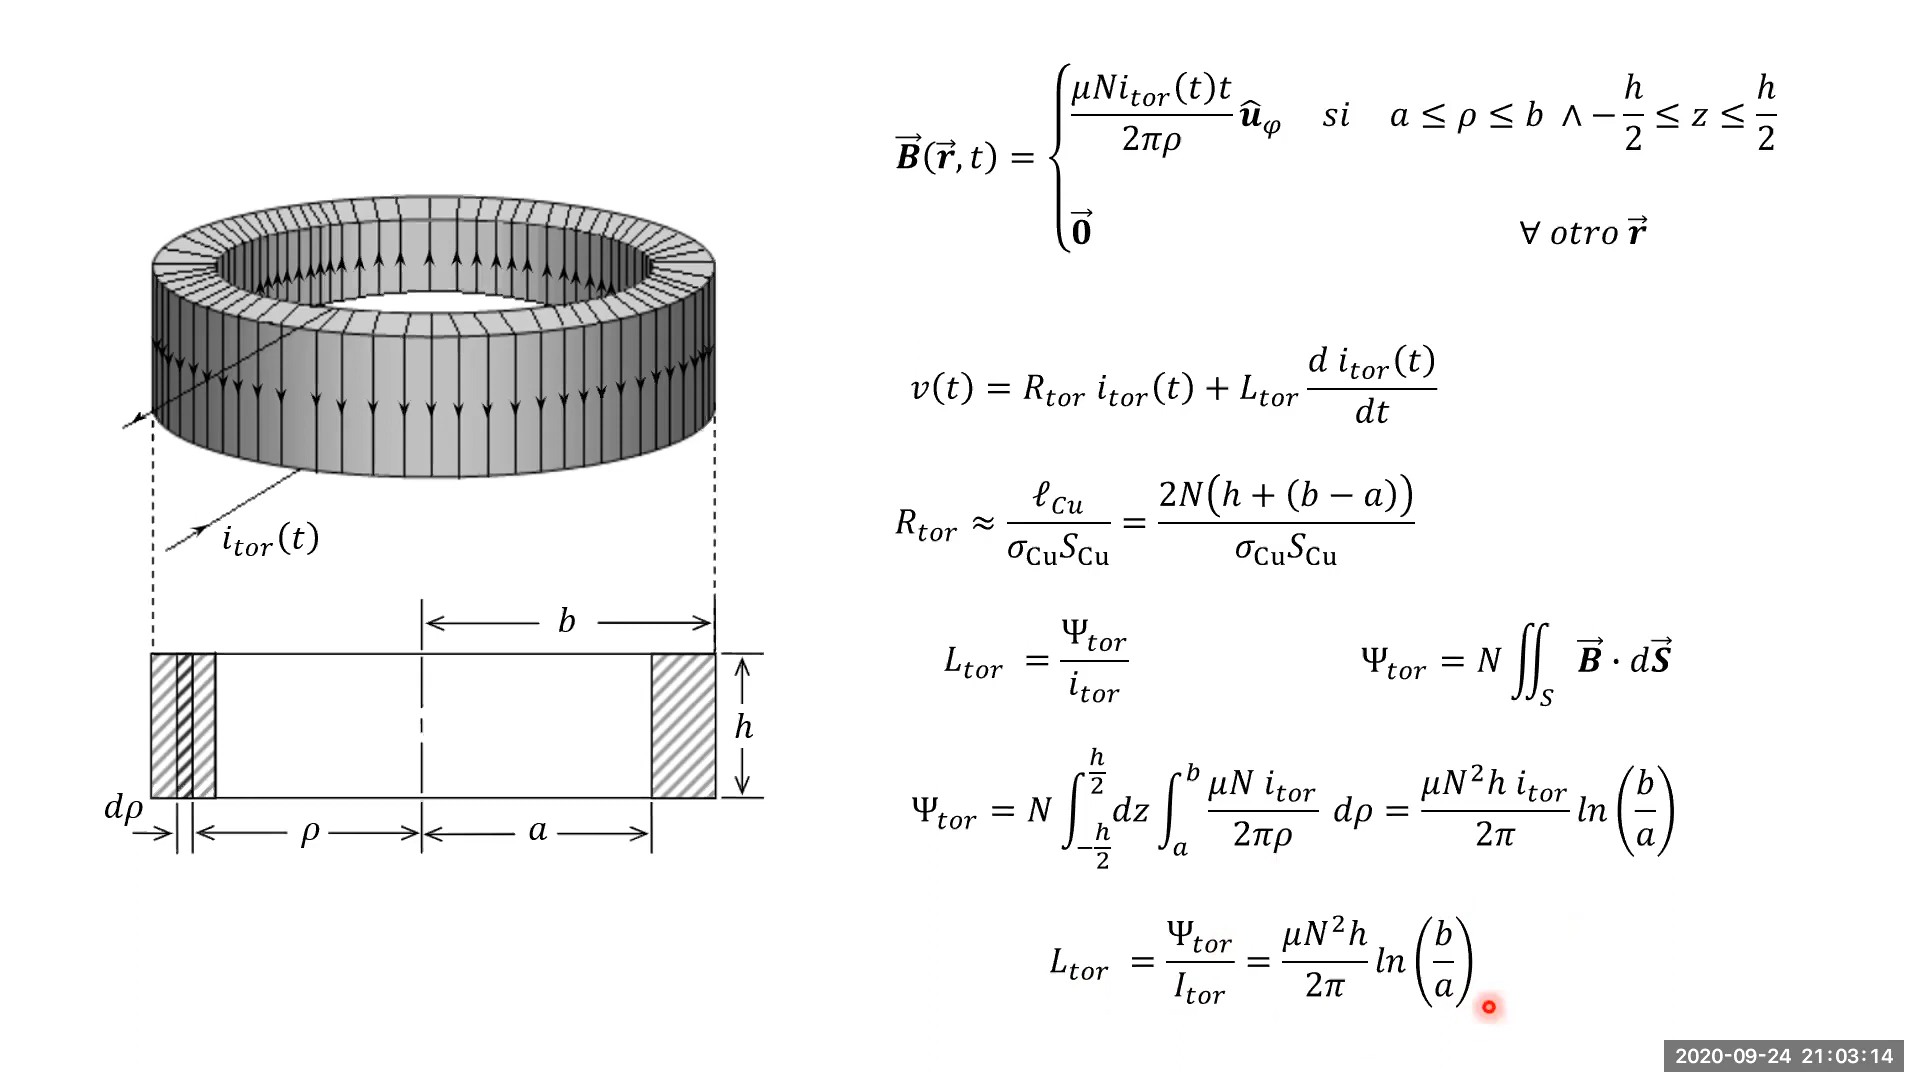 B⃗(r⃗, t) = { μN i_tor(t)t / 2πρ û_φ si a ≤ ρ ≤ b ∧ − h/2 ≤ z ≤ h/2
0⃗ ∀ otro r⃗
v(t) = R_tor i_tor(t) + L_tor d i_tor(t) / dt
R_tor ≈ ℓ_Cu / σ_Cu S_Cu = 2N(h + (b − a)) / σ_Cu S_Cu
L_tor = Ψ_tor / i_tor
Ψ_tor = N ∬_S B⃗ · dS⃗
Ψ_tor = N ∫_{−h/2}^{h/2} dz ∫_a^b μN i_tor / 2πρ dρ = μN²h i_tor / 2π ln(b/a)
L_tor = Ψ_tor / I_tor = μN²h / 2π ln(b/a)
i_tor(t)
b
h
dρ
ρ
a
2020-09-24 21:03:14